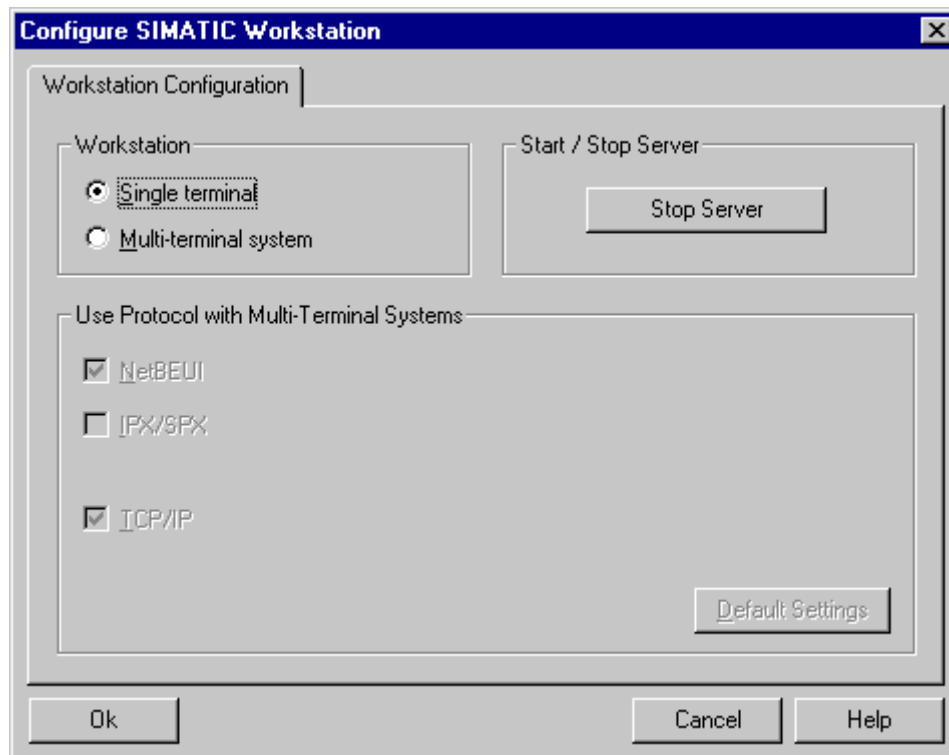 Configure SIMATIC Workstation
Workstation Configuration
Workstation
Single terminal
Multi-terminal system
Start / Stop Server
Stop Server
Use Protocol with Multi-Terminal Systems
NetBEUI
IPX/SPX
TCP/IP
Default Settings
Ok
Cancel
Help